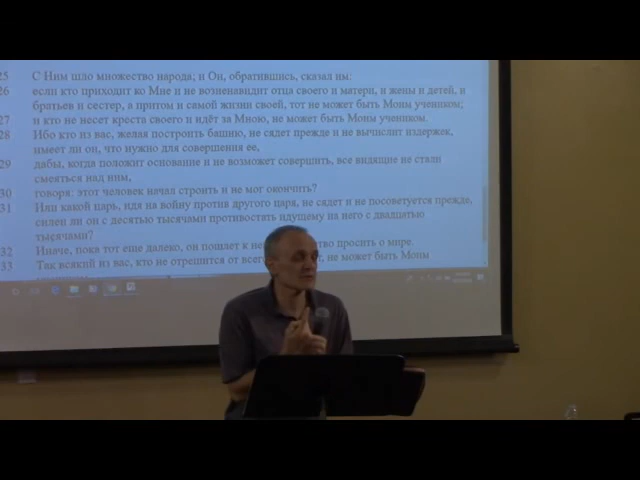 25 С Ним шло множество народа; и Он, обратившись, сказал им:
26 если кто приходит ко Мне и не возненавидит отца своего и матери, и жены и детей, и
братьев и сестер, а притом и самой жизни своей, тот не может быть Моим учеником;
27 и кто не несет креста своего и идёт за Мною, не может быть Моим учеником.
28 Ибо кто из вас, желая построить башню, не сядет прежде и не вычислит издержек,
имеет ли он, что нужно для совершения ее,
29 дабы, когда положит основание и не возможет совершить, все видящие не стали
смеяться над ним,
30 говоря: этот человек начал строить и не мог окончить?
31 Или какой царь, идя на войну против другого царя, не сядет и не посоветуется прежде,
силен ли он с десятью тысячами противостать идущему на него с двадцатью
тысячами?
32 Иначе, пока тот еще далеко, он пошлет к не просить о мире.
33 Так всякий из вас, кто не отрешится от всего не может быть Моим